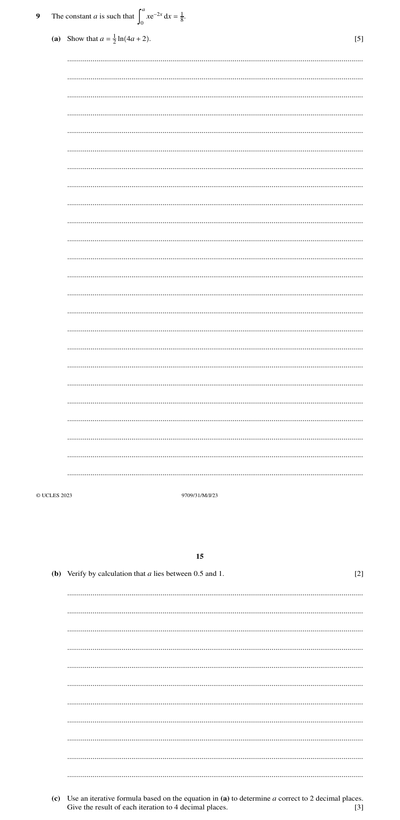 9 The constant a is such that ∫₀ᵃ xe⁻²ˣ dx = 1/8.
(a) Show that a = ½ ln(4a + 2). [5]
© UCLES 2023 9709/31/M/J/23
15
(b) Verify by calculation that a lies between 0.5 and 1. [2]
(c) Use an iterative formula based on the equation in (a) to determine a correct to 2 decimal places.
Give the result of each iteration to 4 decimal places. [3]